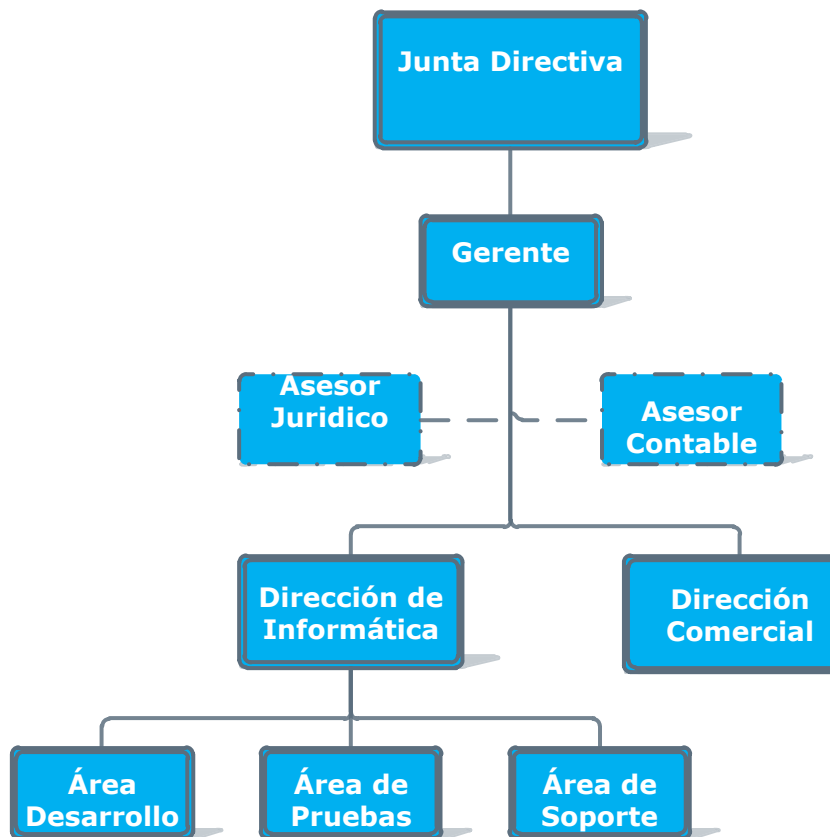 Junta Directiva
Gerente
Asesor
Juridico
Asesor
Contable
Dirección de
Informática
Dirección
Comercial
Área
Desarrollo
Área de
Pruebas
Área de
Soporte